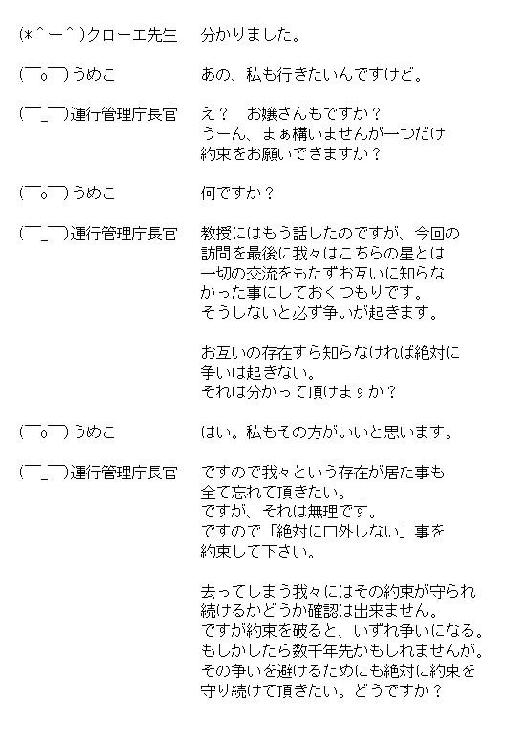 (*＾ー＾)クローエ先生　分かりました。
(￣o￣)うめこ　あの、私も行きたいんですけど。
(￣_￣)運行管理庁長官　え？　お嬢さんもですか？
うーん、まぁ構いませんが一つだけ
約束をお願いできますか？
(￣o￣)うめこ　何ですか？
(￣_￣)運行管理庁長官　教授にはもう話したのですが、今回の
訪問を最後に我々はこちらの星とは
一切の交流をもたずお互いに知らな
かった事にしておくつもりです。
そうしないと必ず争いが起きます。
お互いの存在すら知らなければ絶対に
争いは起きない。
それは分かって頂けますか？
(￣o￣)うめこ　はい。私もその方がいいと思います。
(￣_￣)運行管理庁長官　ですので我々という存在が居た事も
全て忘れて頂きたい。
ですが、それは無理です。
ですので「絶対に口外しない」事を
約束して下さい。
去ってしまう我々にはその約束が守られ
続けるかどうか確認は出来ません。
ですが約束を破ると、いずれ争いになる。
もしかしたら数千年先かもしれませんが。
その争いを避けるためにも絶対に約束を
守り続けて頂きたい。どうですか？